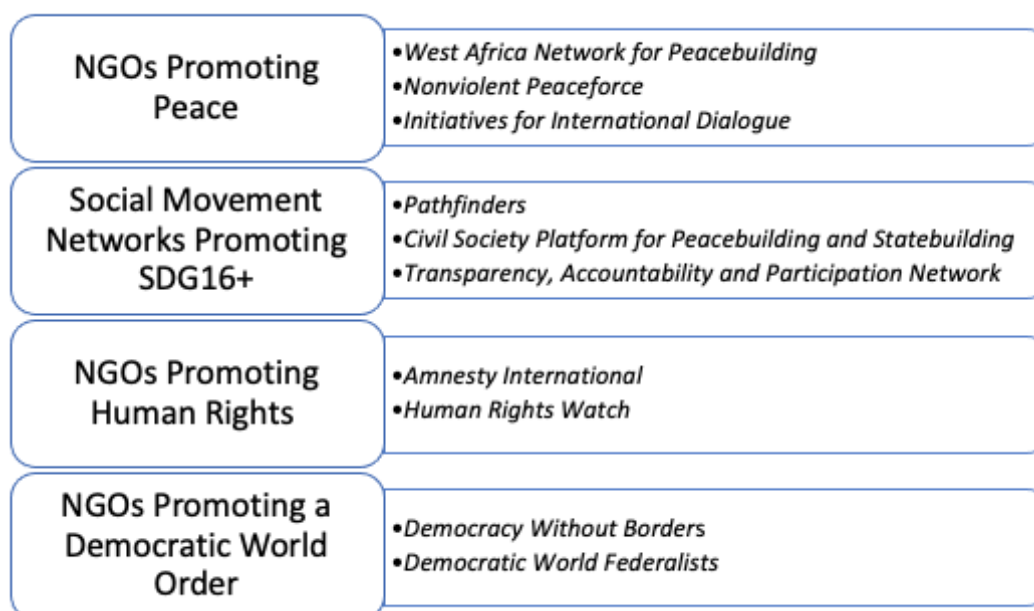 NGOs Promoting
Peace
•West Africa Network for Peacebuilding
•Nonviolent Peaceforce
•Initiatives for International Dialogue
Social Movement
Networks Promoting
SDG16+
•Pathfinders
•Civil Society Platform for Peacebuilding and Statebuilding
•Transparency, Accountability and Participation Network
NGOs Promoting
Human Rights
•Amnesty International
•Human Rights Watch
NGOs Promoting a
Democratic World
Order
•Democracy Without Borders
•Democratic World Federalists